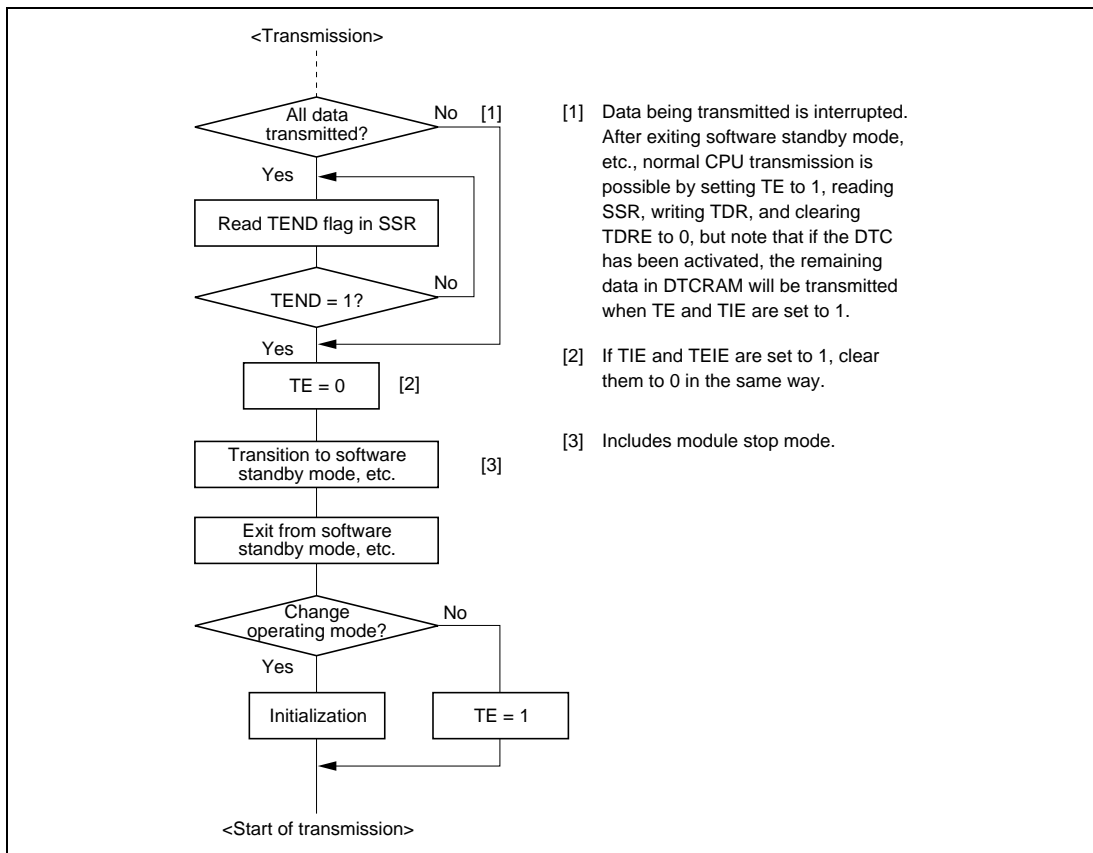 <Transmission>
All data
transmitted?
No [1]
Yes
Read TEND flag in SSR
TEND = 1?
No
Yes
TE = 0
[2]
Transition to software
standby mode, etc.
[3]
Exit from software
standby mode, etc.
Change
operating mode?
No
Yes
Initialization
TE = 1
<Start of transmission>
[1] Data being transmitted is interrupted.
After exiting software standby mode,
etc., normal CPU transmission is
possible by setting TE to 1, reading
SSR, writing TDR, and clearing
TDRE to 0, but note that if the DTC
has been activated, the remaining
data in DTCRAM will be transmitted
when TE and TIE are set to 1.
[2] If TIE and TEIE are set to 1, clear
them to 0 in the same way.
[3] Includes module stop mode.